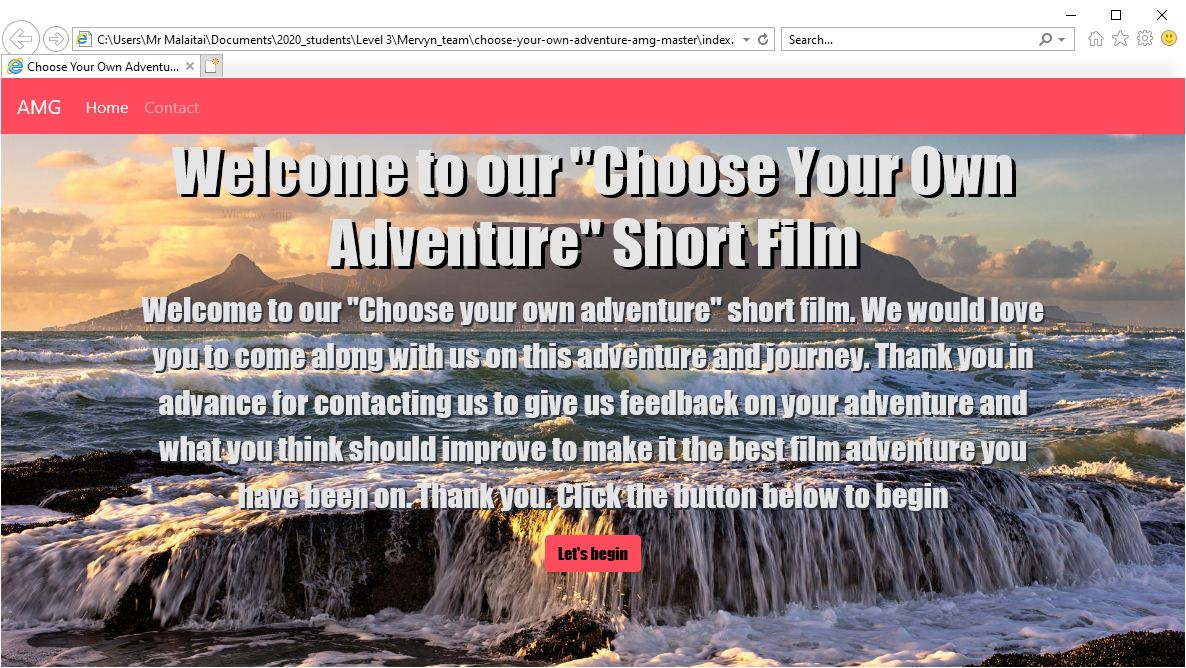 C:\Users\Mr Malaitai\Documents\2020_students\Level 3\Mervyn_team\choose-your-own-adventure-amg-master\index.
Search...
Choose Your Own Adventu...
AMG Home Contact
Welcome to our "Choose Your Own
Adventure" Short Film
Welcome to our "Choose your own adventure" short film. We would love
you to come along with us on this adventure and journey. Thank you in
advance for contacting us to give us feedback on your adventure and
what you think should improve to make it the best film adventure you
have been on. Thank you. Click the button below to begin
Let's begin